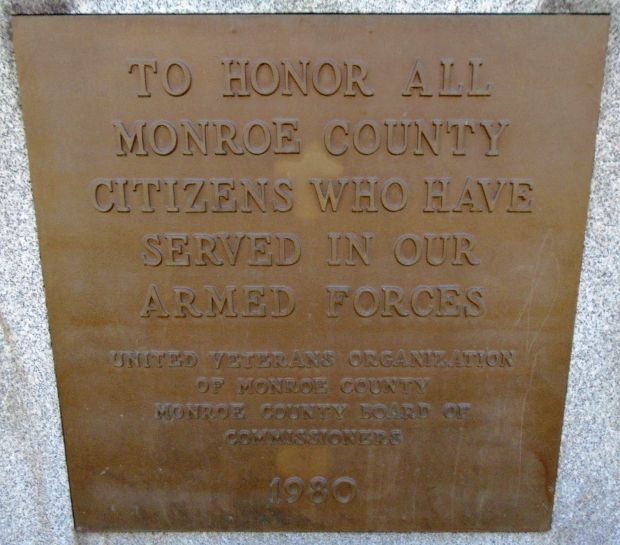 TO HONOR ALL
MONROE COUNTY
CITIZENS WHO HAVE
SERVED IN OUR
ARMED FORCES
UNITED VETERANS ORGANIZATION
OF MONROE COUNTY
MONROE COUNTY BOARD OF
COMMISSIONERS
1980